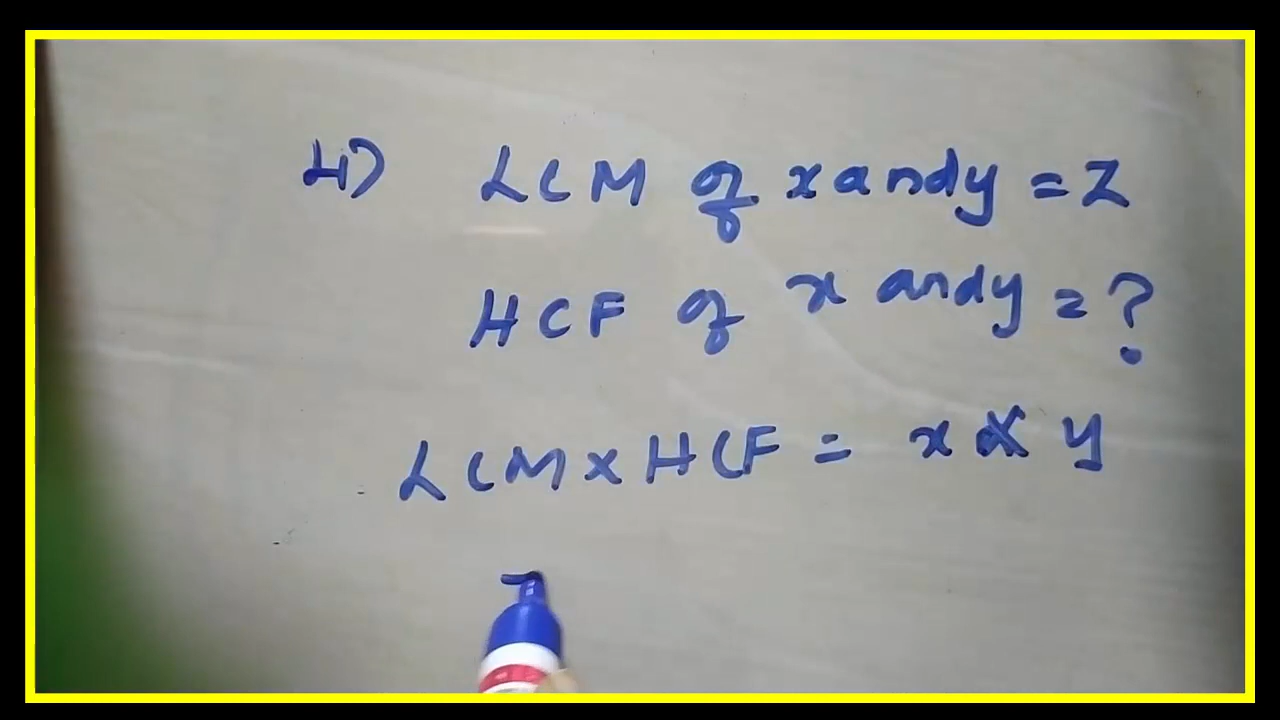 4) LCM of x and y = Z
HCF of x and y = ?
LCM x HCF = x x y